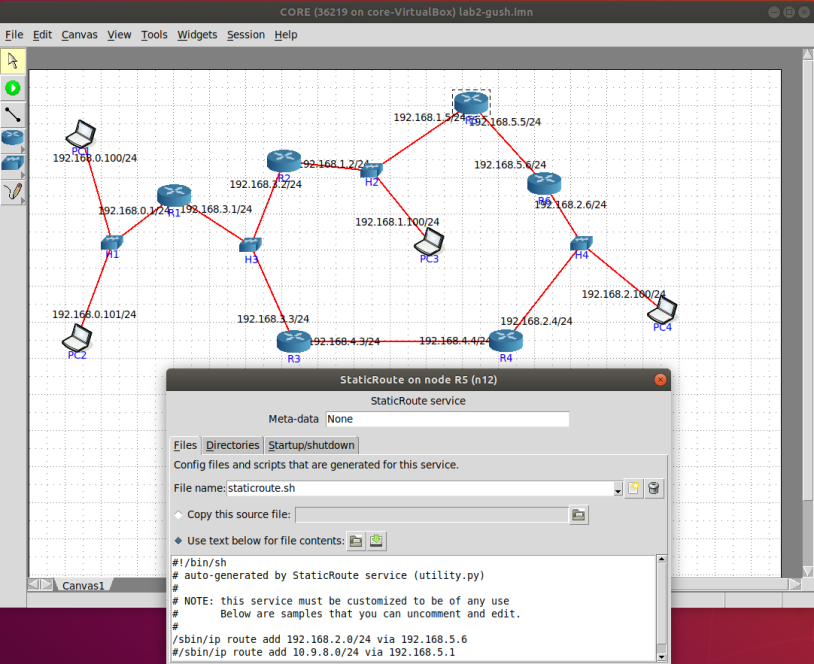 CORE (36219 on core-VirtualBox) lab2-gush.imn
File Edit Canvas View Tools Widgets Session Help
192.168.1.5/24
R5
192.168.5.5/24
PC1
192.168.0.100/24
R2
192.168.1.2/24
H2
192.168.5.6/24
192.168.3.2/24
R6
192.168.2.6/24
192.168.0.1/24
R1
192.168.3.1/24
192.168.1.100/24
H1
H3
PC3
H4
192.168.2.100/24
192.168.0.101/24
192.168.3.3/24
192.168.2.4/24
PC4
PC2
192.168.4.3/24
192.168.4.4/24
R3
R4
StaticRoute on node R5 (n12)
StaticRoute service
Meta-data None
Files Directories Startup/shutdown
Config files and scripts that are generated for this service.
File name: staticroute.sh
Copy this source file:
Use text below for file contents:
#!/bin/sh
# auto-generated by StaticRoute service (utility.py)
#
# NOTE: this service must be customized to be of any use
#       Below are samples that you can uncomment and edit.
#
/sbin/ip route add 192.168.2.0/24 via 192.168.5.6
#/sbin/ip route add 10.9.8.0/24 via 192.168.5.1
Canvas1